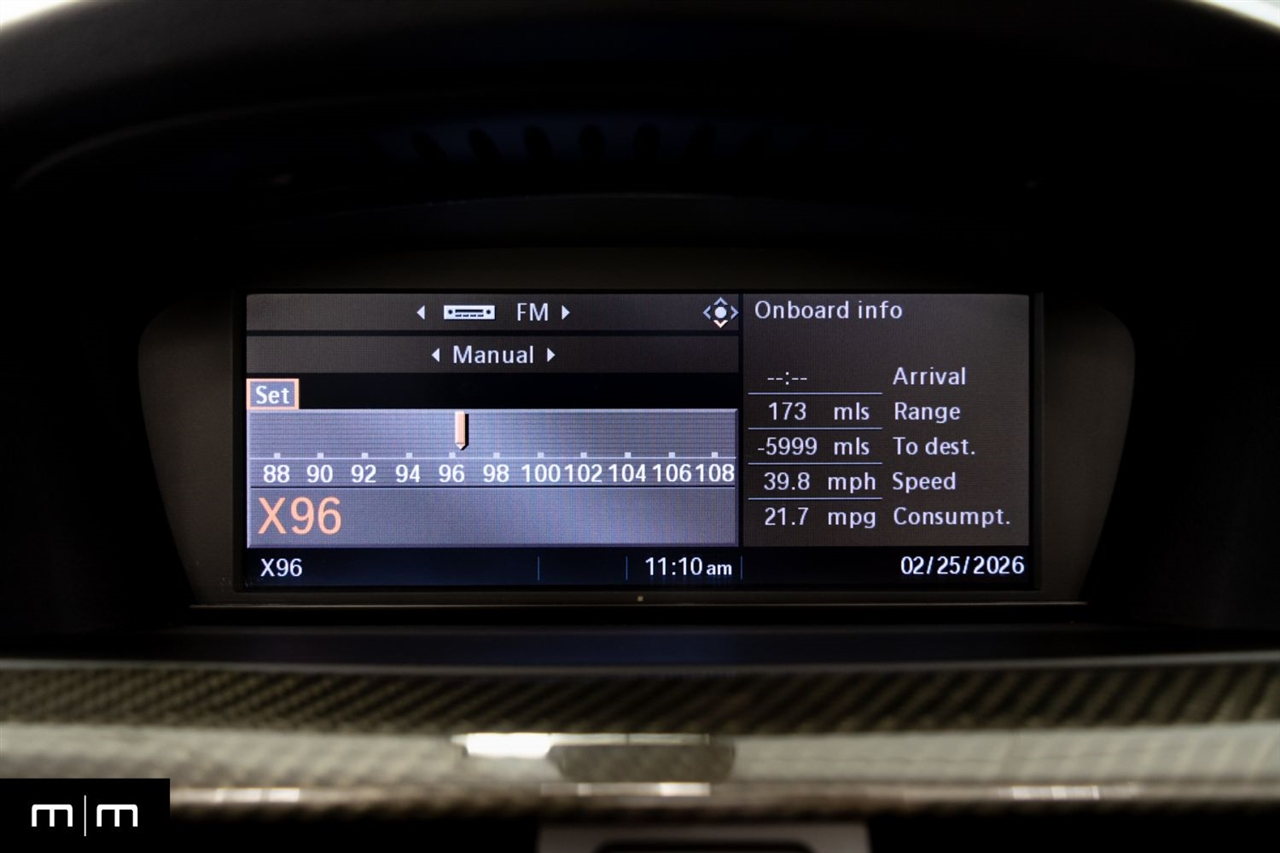 FM
Manual
Set
88 90 92 94 96 98 100 102 104 106 108
X96
X96
11:10 am
Onboard info
--:-- Arrival
173 mls Range
-5999 mls To dest.
39.8 mph Speed
21.7 mpg Consumpt.
02/25/2026
m|m